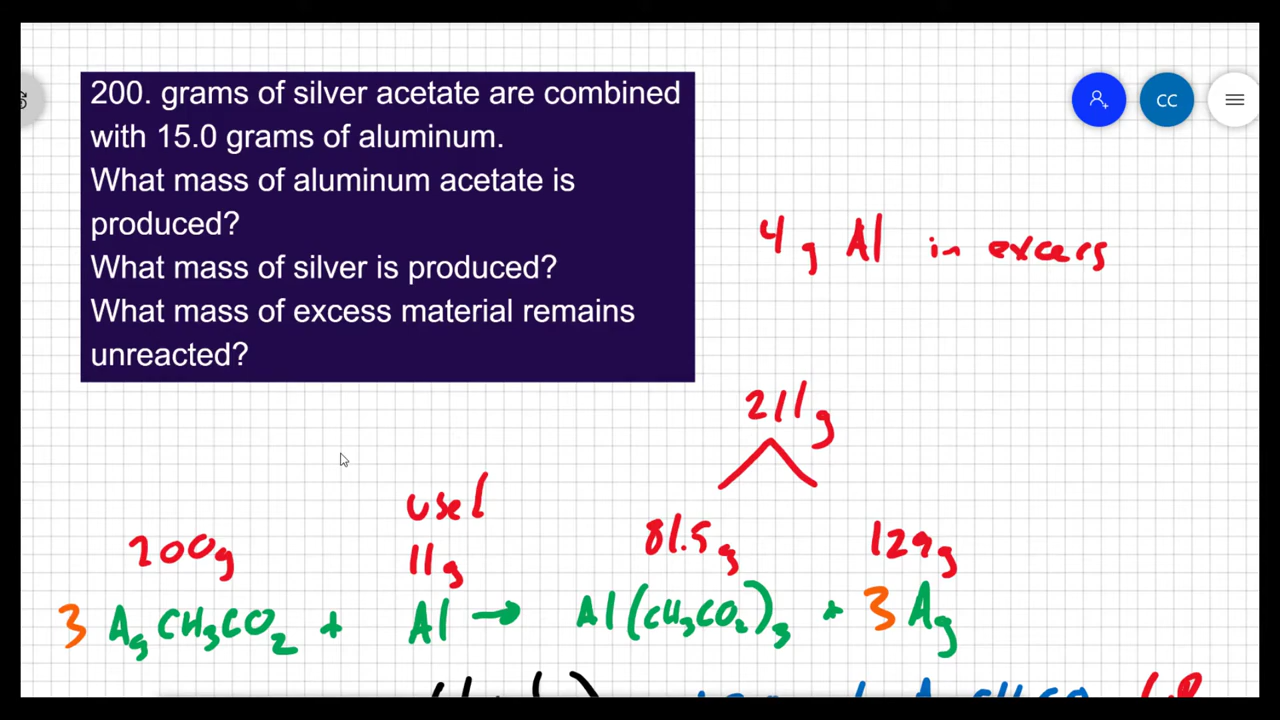 200. grams of silver acetate are combined
with 15.0 grams of aluminum.
What mass of aluminum acetate is
produced?
What mass of silver is produced?
What mass of excess material remains
unreacted?
CC
4g Al in excess
211g
used
200g 11g 81.5g 129g
3 AgCH3CO2 + Al → Al(CH3CO2)3 + 3 Ag